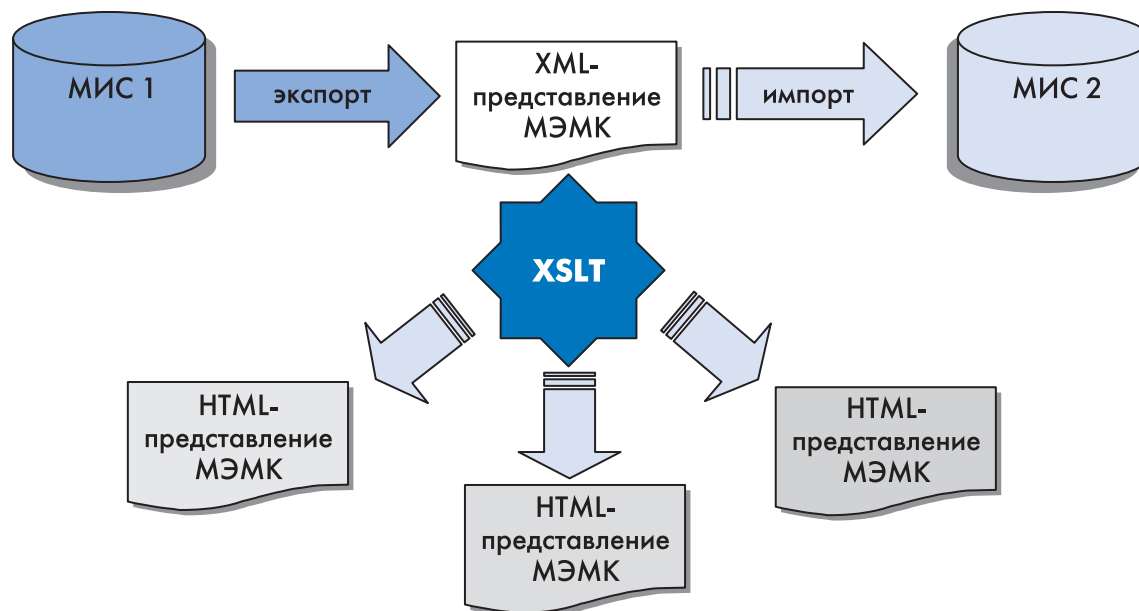 МИС 1
экспорт
XML-
представление
МЭМК
импорт
МИС 2
XSLT
HTML-
представление
МЭМК
HTML-
представление
МЭМК
HTML-
представление
МЭМК